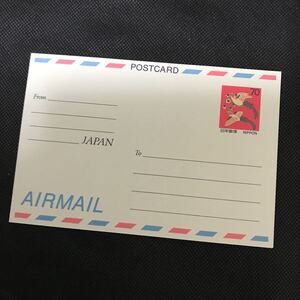 POSTCARD
70
日本郵便 NIPPON
From
JAPAN
To
AIRMAIL